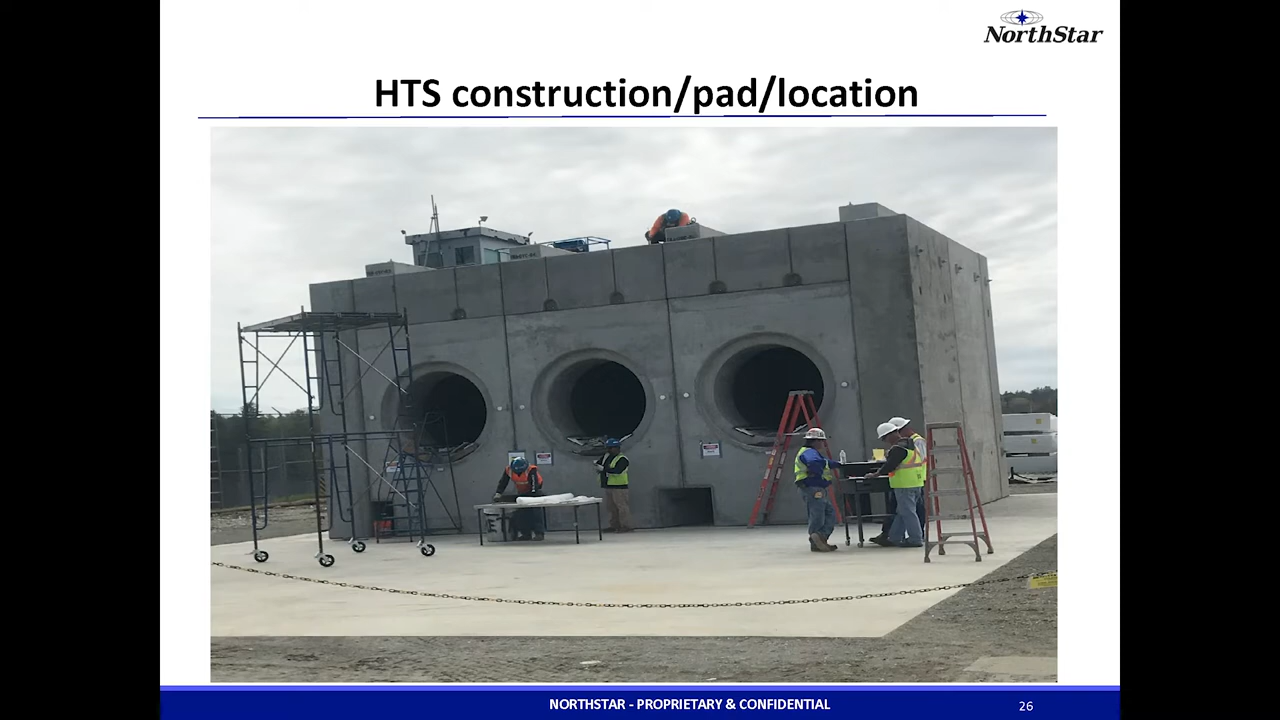 NorthStar
HTS construction/pad/location
NORTHSTAR - PROPRIETARY & CONFIDENTIAL
26